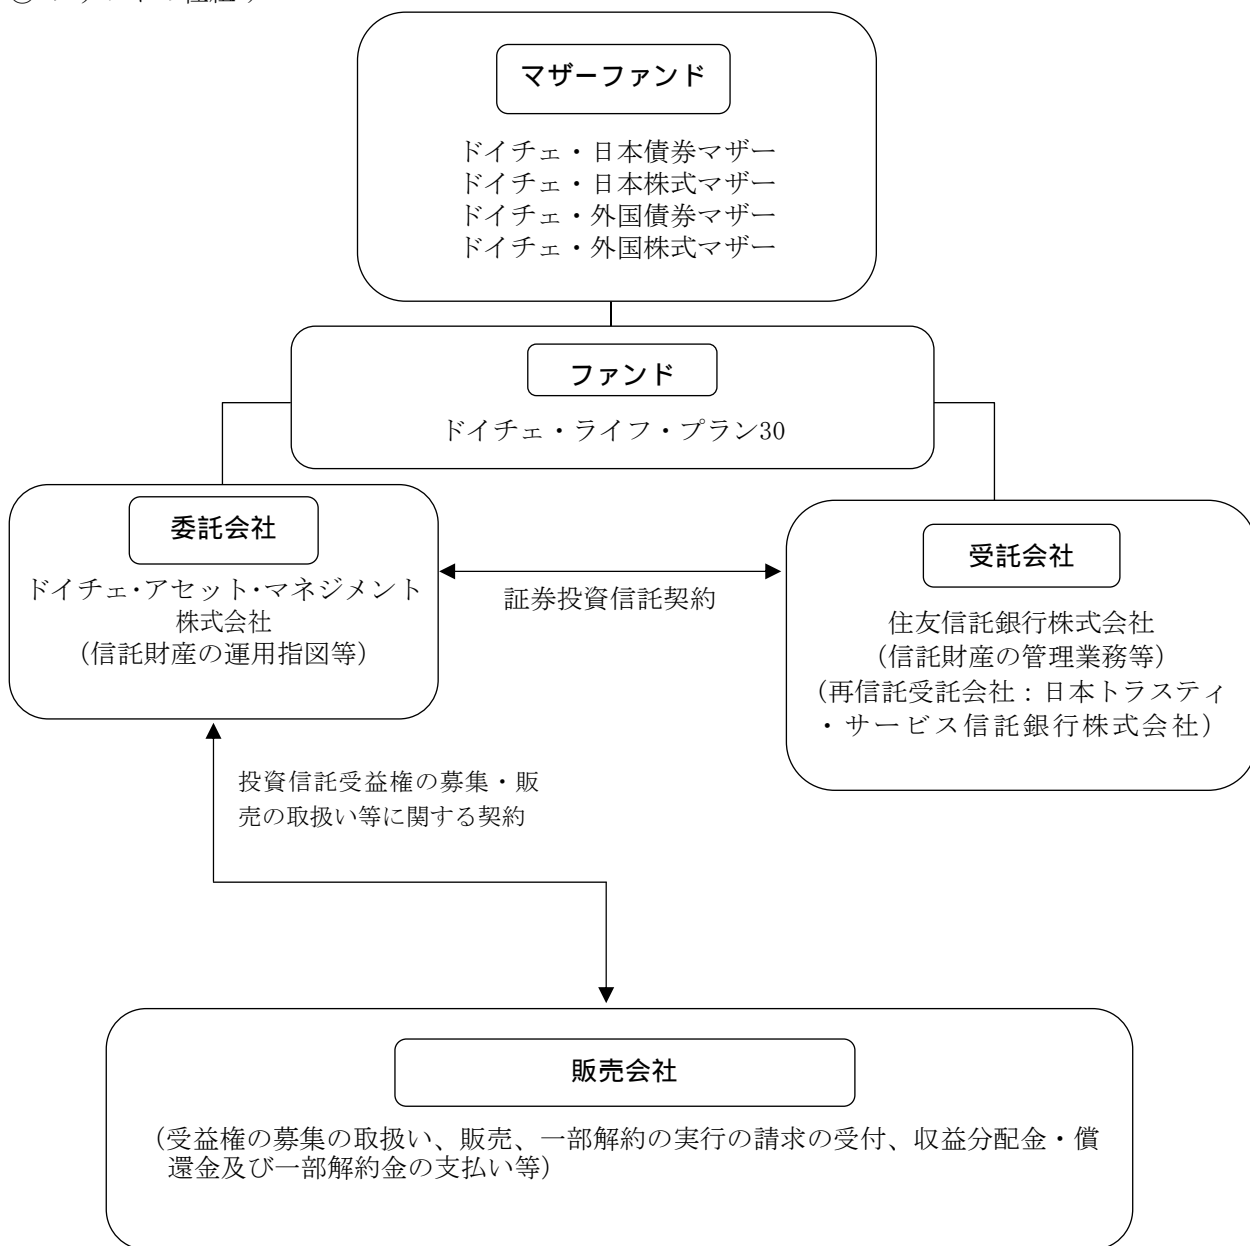 マザーファンド
ドイチェ・日本債券マザー
ドイチェ・日本株式マザー
ドイチェ・外国債券マザー
ドイチェ・外国株式マザー
ファンド
ドイチェ・ライフ・プラン30
委託会社
ドイチェ・アセット・マネジメント
株式会社
（信託財産の運用指図等）
証券投資信託契約
受託会社
住友信託銀行株式会社
（信託財産の管理業務等）
（再信託受託会社：日本トラスティ
・サービス信託銀行株式会社）
投資信託受益権の募集・販
売の取扱い等に関する契約
販売会社
（受益権の募集の取扱い、販売、一部解約の実行の請求の受付、収益分配金・償
還金及び一部解約金の支払い等）